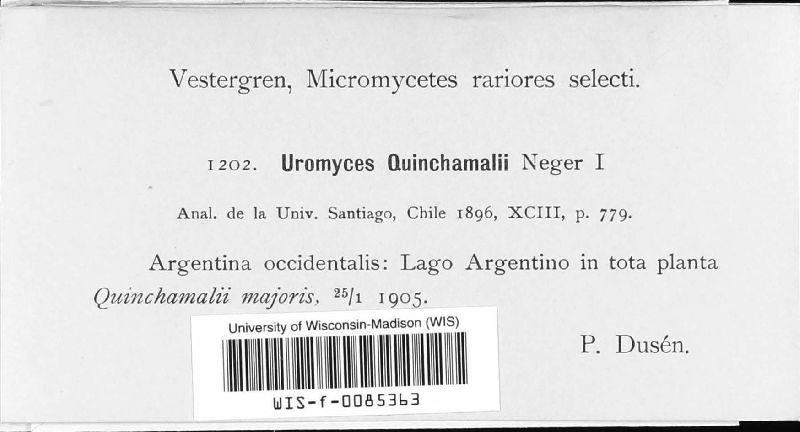 Vestergren, Micromycetes rariores selecti.
1202. Uromyces Quinchamalii Neger I
Anal. de la Univ. Santiago, Chile 1896, XCIII, p. 779.
Argentina occidentalis: Lago Argentino in tota planta
Quinchamalii majoris, 25/1 1905.
P. Dusén.
University of Wisconsin-Madison (WIS)
WIS-f-0085363